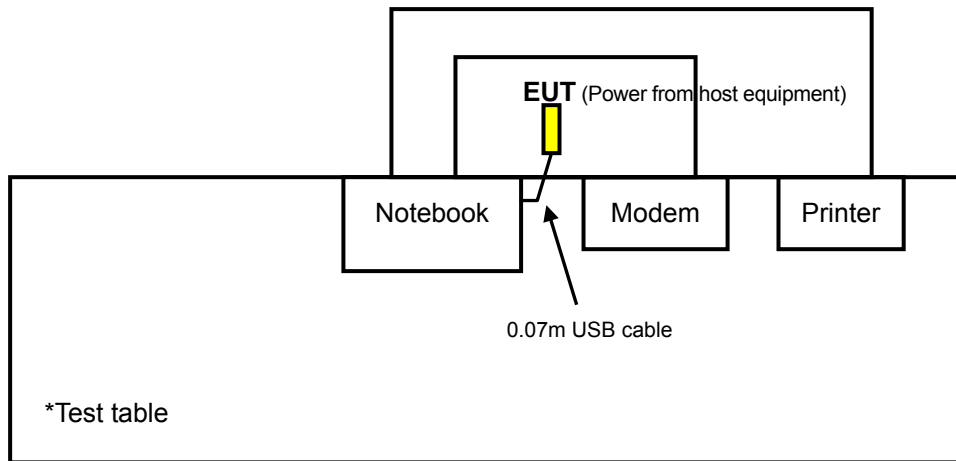 EUT (Power from host equipment)
Notebook
Modem
Printer
0.07m USB cable
*Test table